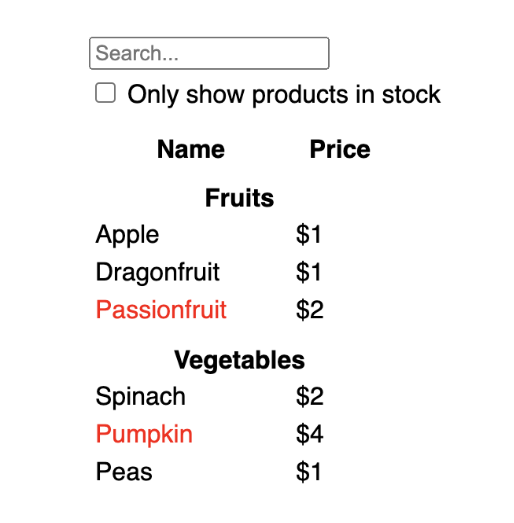 Search...
Only show products in stock
Name Price
Fruits
Apple $1
Dragonfruit $1
Passionfruit $2
Vegetables
Spinach $2
Pumpkin $4
Peas $1